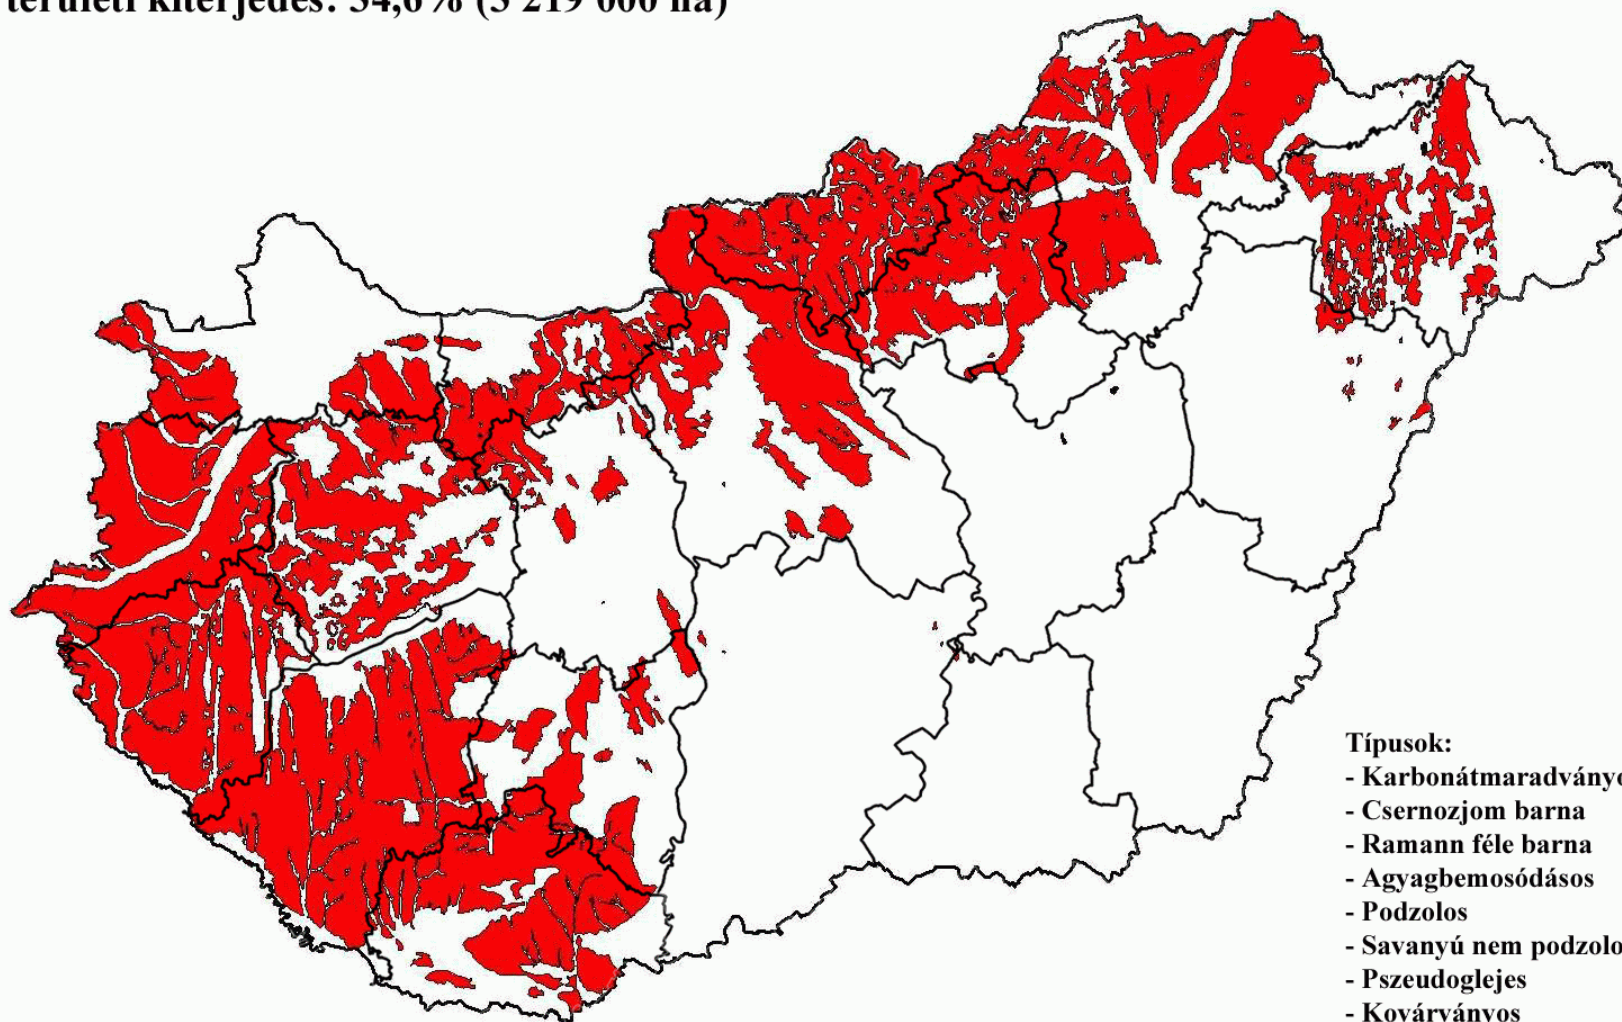 területi kiterjedés: 34,6% (3 219 000 ha)
Típusok:
- Karbonátmaradványo
- Csernozjom barna
- Ramann féle barna
- Agyagbemosódásos
- Podzolos
- Savanyú nem podzolo
- Pszeudoglejes
- Kovárványos